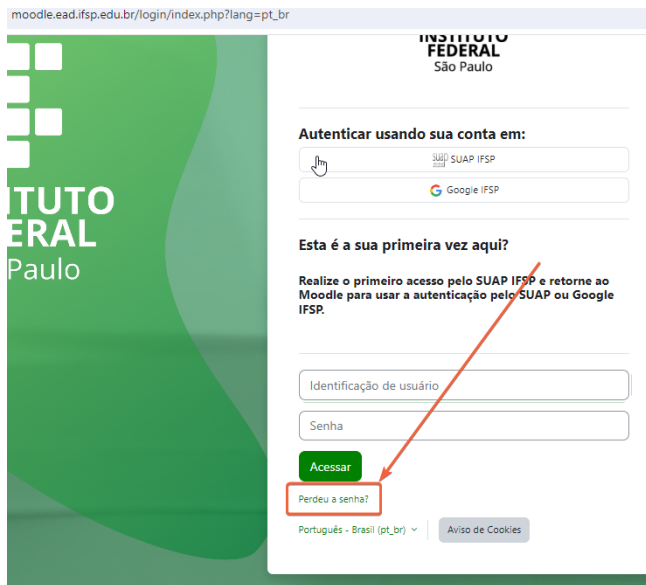 moodle.ead.ifsp.edu.br/login/index.php?lang=pt_br
INSTITUTO
FEDERAL
São Paulo
Autenticar usando sua conta em:
suap SUAP IFSP
Google IFSP
ITUTO
ERAL
Paulo
Esta é a sua primeira vez aqui?
Realize o primeiro acesso pelo SUAP IFSP e retorne ao
Moodle para usar a autenticação pelo SUAP ou Google
IFSP.
Identificação de usuário
Senha
Acessar
Perdeu a senha?
Português - Brasil (pt_br)
Aviso de Cookies